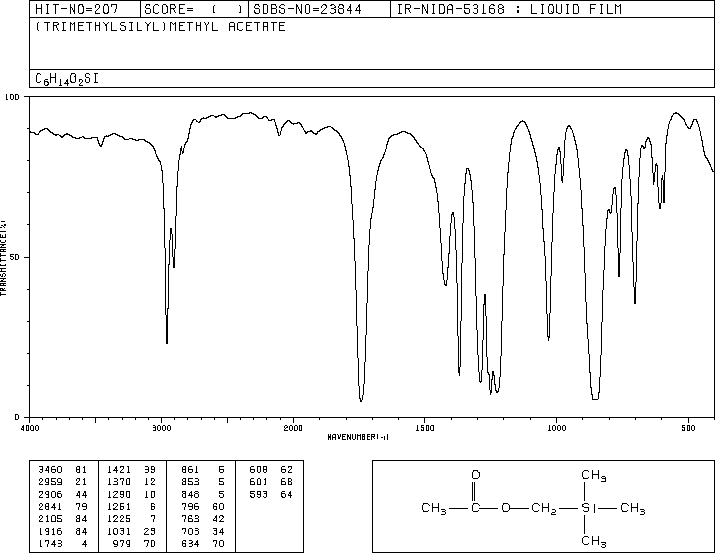 HIT-NO=207 SCORE= ( ) SDBS-NO=23844 IR-NIDA-53168 : LIQUID FILM
(TRIMETHYLSILYL)METHYL ACETATE
C6H14O2SI
100
50
0
TRANSMITTANCE(%)
4000 3000 2000 1500 1000 500
WAVENUMBER(-1)
3460 81 1421 39 861 5 608 62
2959 21 1370 12 853 5 601 68
2906 44 1290 10 848 5 593 64
2841 79 1251 6 796 60
2105 84 1225 7 763 42
1916 84 1031 23 703 34
1743 4 979 70 634 70
O CH3
CH3 C O CH2 SI CH3
CH3